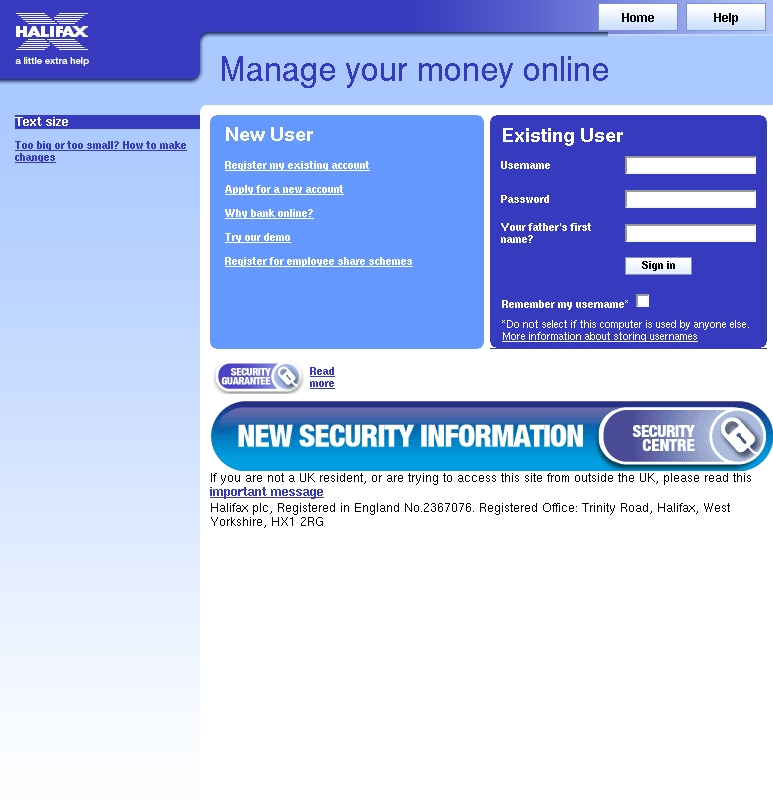 HALIFAX
a little extra help
Home
Help
Manage your money online
Text size
Too big or too small? How to make
changes
New User
Register my existing account
Apply for a new account
Why bank online?
Try our demo
Register for employee share schemes
Existing User
Username
Password
Your father's first
name?
Sign in
Remember my username*
*Do not select if this computer is used by anyone else.
More information about storing usernames
SECURITY
GUARANTEE
Read
more
NEW SECURITY INFORMATION
SECURITY
CENTRE
If you are not a UK resident, or are trying to access this site from outside the UK, please read this
important message
Halifax plc, Registered in England No.2367076. Registered Office: Trinity Road, Halifax, West
Yorkshire, HX1 2RG